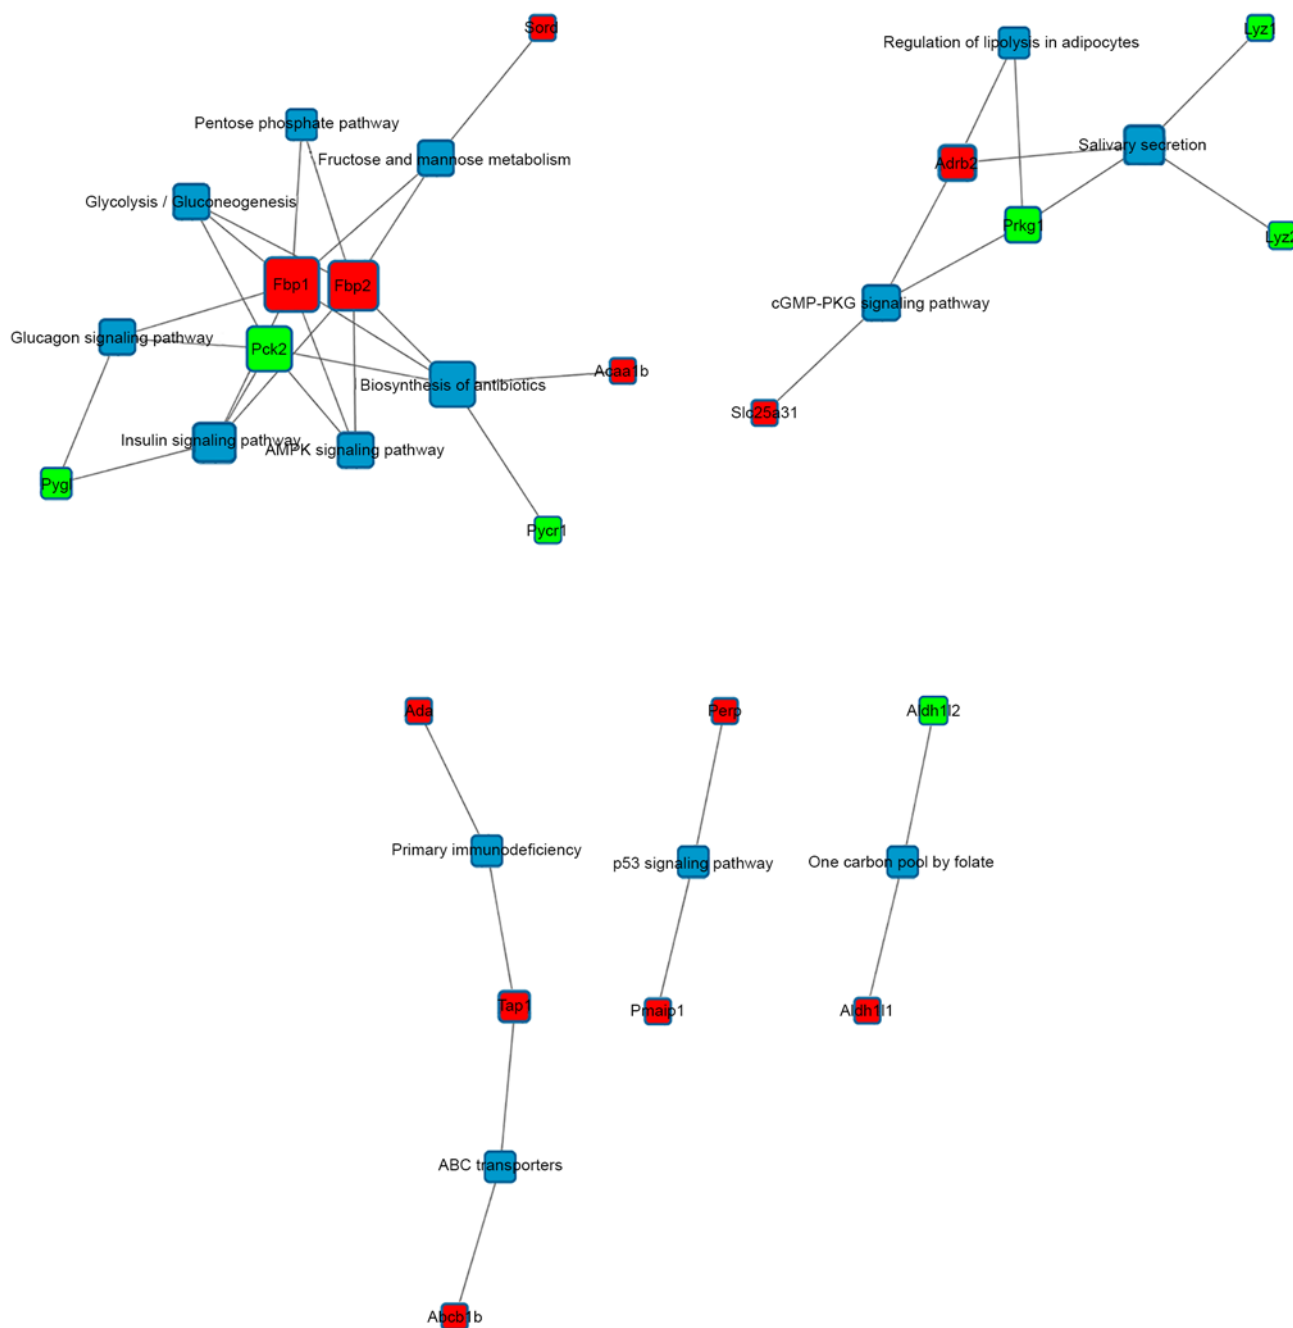 Sord
Pentose phosphate pathway
Fructose and mannose metabolism
Glycolysis / Gluconeogenesis
Fbp1
Fbp2
Glucagon signaling pathway
Pck2
Biosynthesis of antibiotics
Acaa1b
Insulin signaling pathway
AMPK signaling pathway
Pygl
Pycr1
Lyz1
Regulation of lipolysis in adipocytes
Salivary secretion
Adrb2
Prkg1
Lyz2
cGMP-PKG signaling pathway
Slc25a31
Ada
Perp
Aldh1l2
Primary immunodeficiency
p53 signaling pathway
One carbon pool by folate
Tap1
Pmaip1
Aldh1l1
ABC transporters
Abcb1b